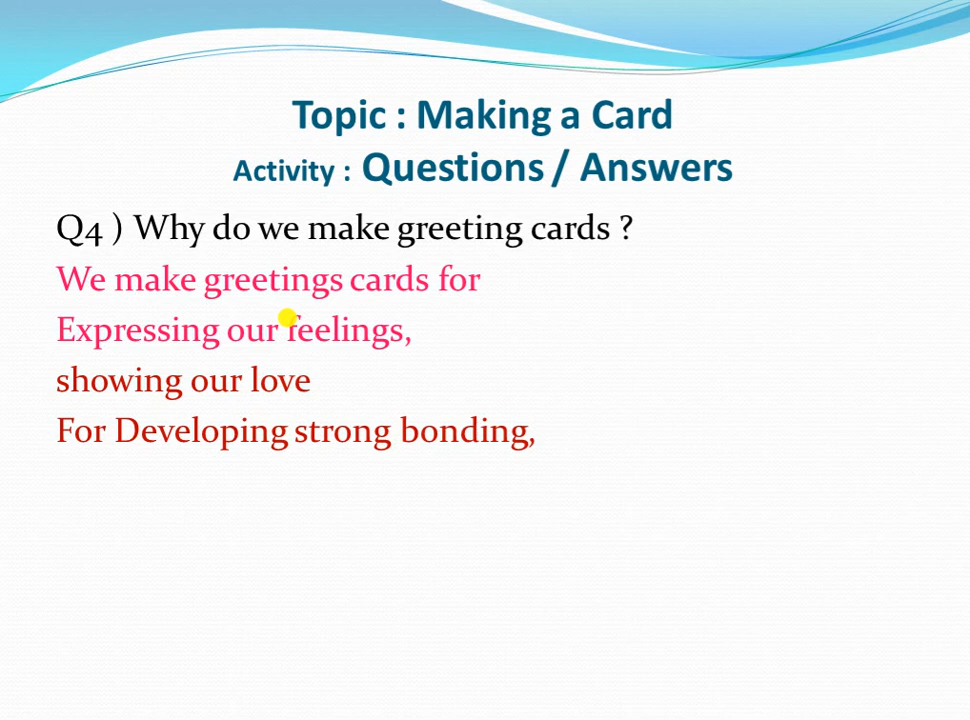 Topic : Making a Card
Activity : Questions / Answers
Q4 ) Why do we make greeting cards ?
We make greetings cards for
Expressing our feelings,
showing our love
For Developing strong bonding,